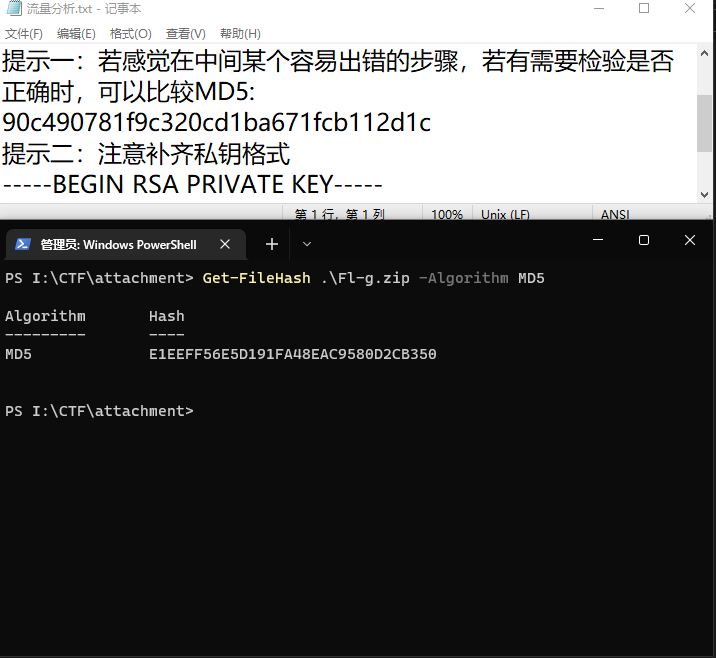 流量分析.txt - 记事本
文件(F) 编辑(E) 格式(O) 查看(V) 帮助(H)
提示一：若感觉在中间某个容易出错的步骤，若有需要检验是否
正确时，可以比较MD5:
90c490781f9c320cd1ba671fcb112d1c
提示二：注意补齐私钥格式
-----BEGIN RSA PRIVATE KEY-----
第 1 行，第 1 列 100% Unix (LF) ANSI
管理员: Windows PowerShell
PS I:\CTF\attachment> Get-FileHash .\Fl-g.zip -Algorithm MD5
Algorithm Hash
--------- ----
MD5 E1EEFF56E5D191FA48EAC9580D2CB350
PS I:\CTF\attachment>